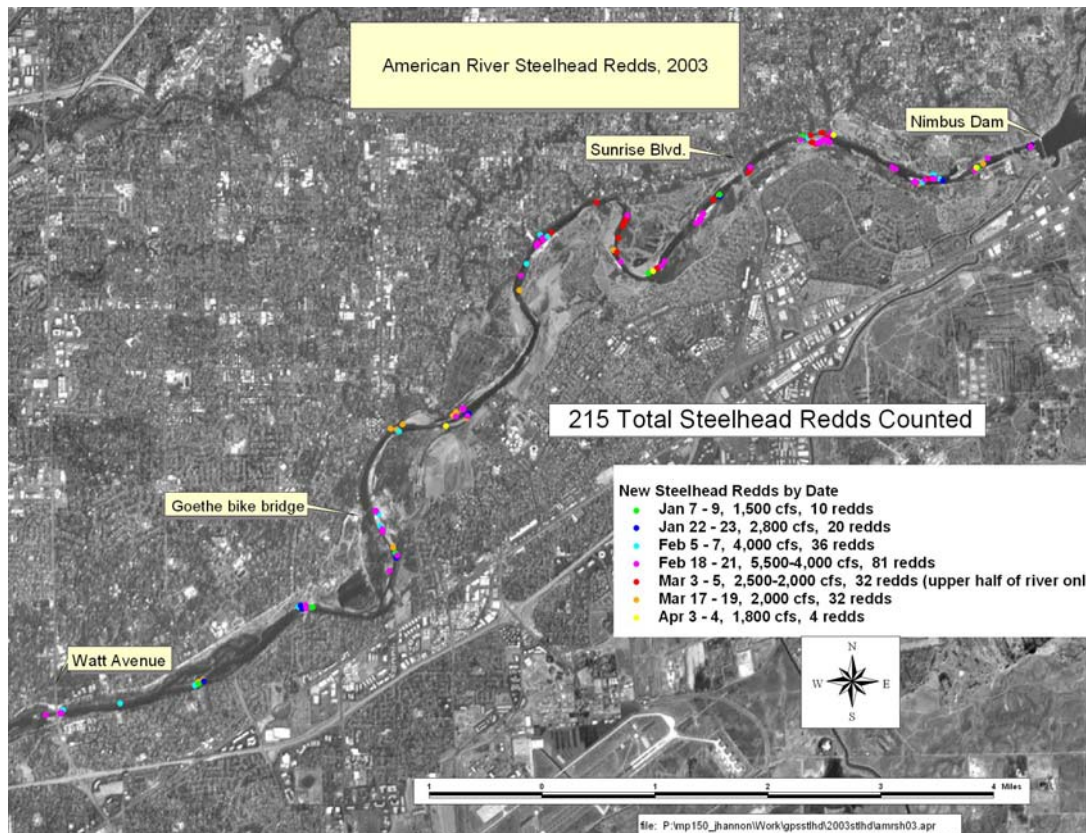 American River Steelhead Redds, 2003
Nimbus Dam
Sunrise Blvd.
215 Total Steelhead Redds Counted
Goethe bike bridge
New Steelhead Redds by Date
Jan 7 - 9, 1,500 cfs, 10 redds
Jan 22 - 23, 2,800 cfs, 20 redds
Feb 5 - 7, 4,000 cfs, 36 redds
Feb 18 - 21, 5,500-4,000 cfs, 81 redds
Mar 3 - 5, 2,500-2,000 cfs, 32 redds (upper half of river onl
Mar 17 - 19, 2,000 cfs, 32 redds
Apr 3 - 4, 1,800 cfs, 4 redds
Watt Avenue
N
W E
S
1 0 1 2 3 4 Miles
file: P:\mp150_jhannon\Work\gpsstlhd\2003stlhd\amrsh03.apr